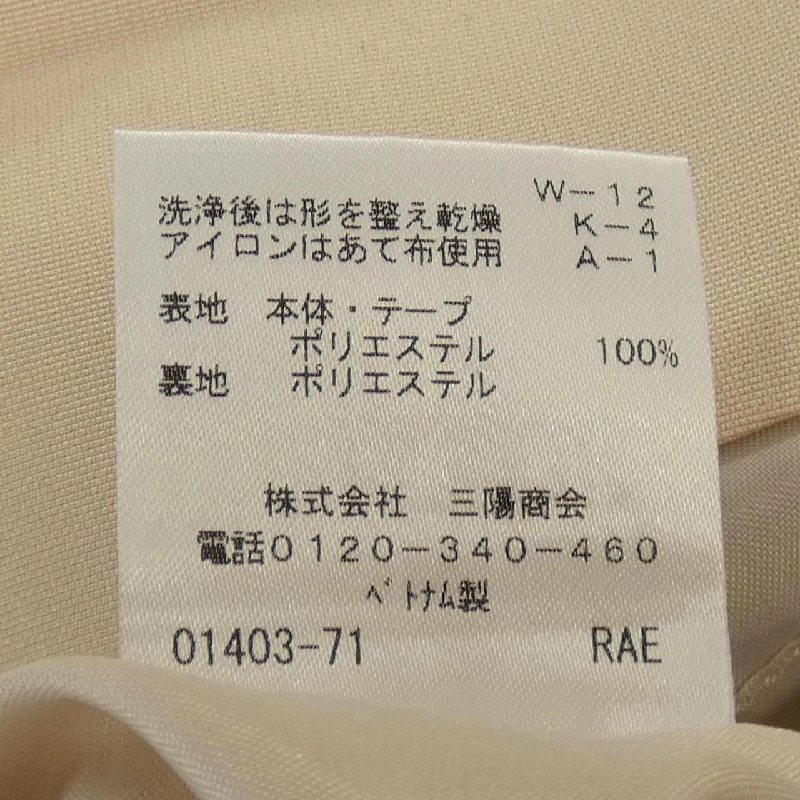 洗浄後は形を整え乾燥 W-12
アイロンはあて布使用 K-4
A-1
表地 本体・テープ
ポリエステル 100%
裏地 ポリエステル
株式会社 三陽商会
電話0120-340-460
ベトナム製
01403-71 RAE